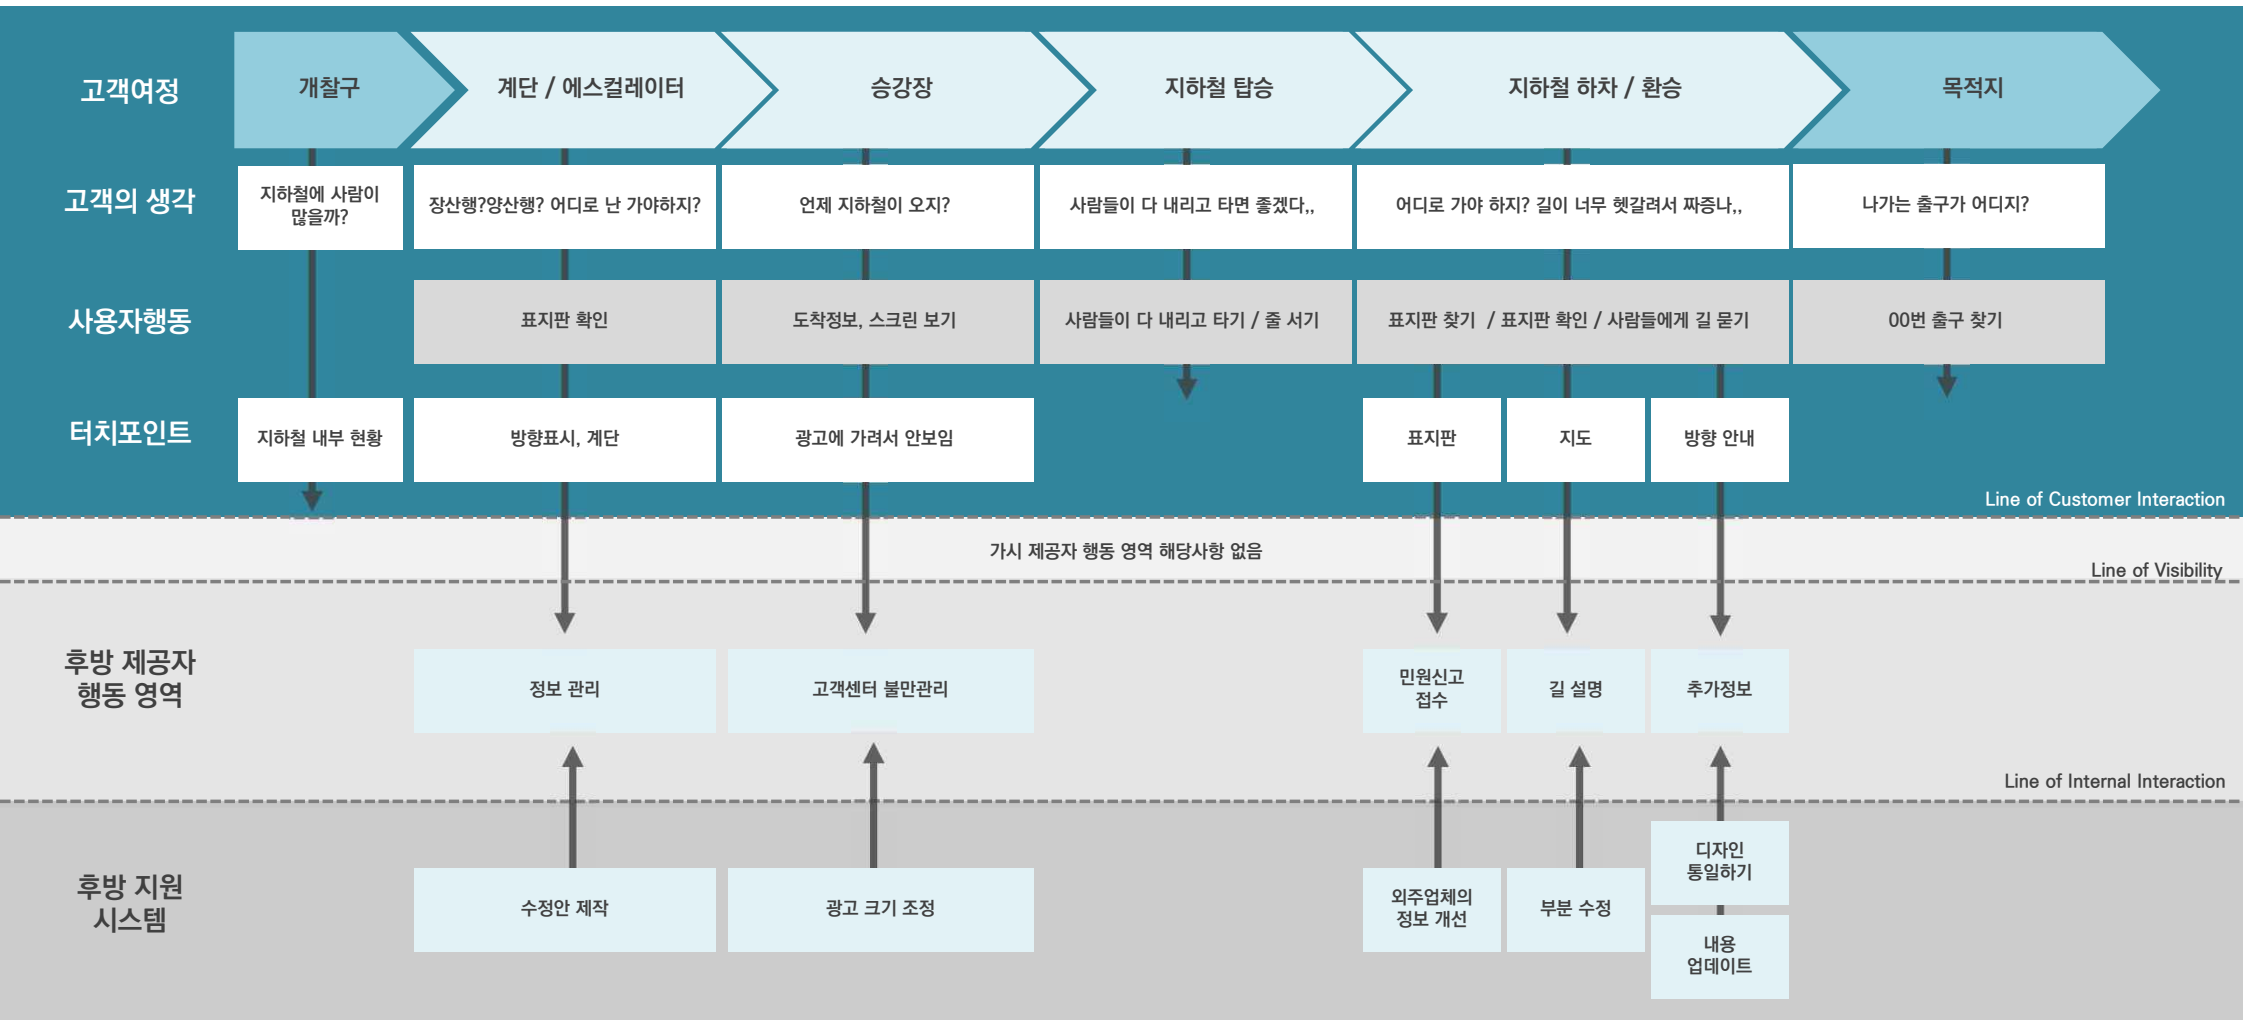 고객여정
개찰구
계단 / 에스컬레이터
승강장
지하철 탑승
지하철 하차 / 환승
목적지
고객의 생각
지하철에 사람이
많을까?
장산행?양산행? 어디로 난 가야하지?
언제 지하철이 오지?
사람들이 다 내리고 타면 좋겠다,,
어디로 가야 하지? 길이 너무 헷갈려서 짜증나,,
나가는 출구가 어디지?
사용자행동
표지판 확인
도착정보, 스크린 보기
사람들이 다 내리고 타기 / 줄 서기
표지판 찾기 / 표지판 확인 / 사람들에게 길 묻기
00번 출구 찾기
터치포인트
지하철 내부 현황
방향표시, 계단
광고에 가려서 안보임
표지판
지도
방향 안내
Line of Customer Interaction
가시 제공자 행동 영역 해당사항 없음
Line of Visibility
후방 제공자
행동 영역
정보 관리
고객센터 불만관리
민원신고
접수
길 설명
추가정보
Line of Internal Interaction
후방 지원
시스템
수정안 제작
광고 크기 조정
외주업체의
정보 개선
부분 수정
디자인
통일하기
내용
업데이트